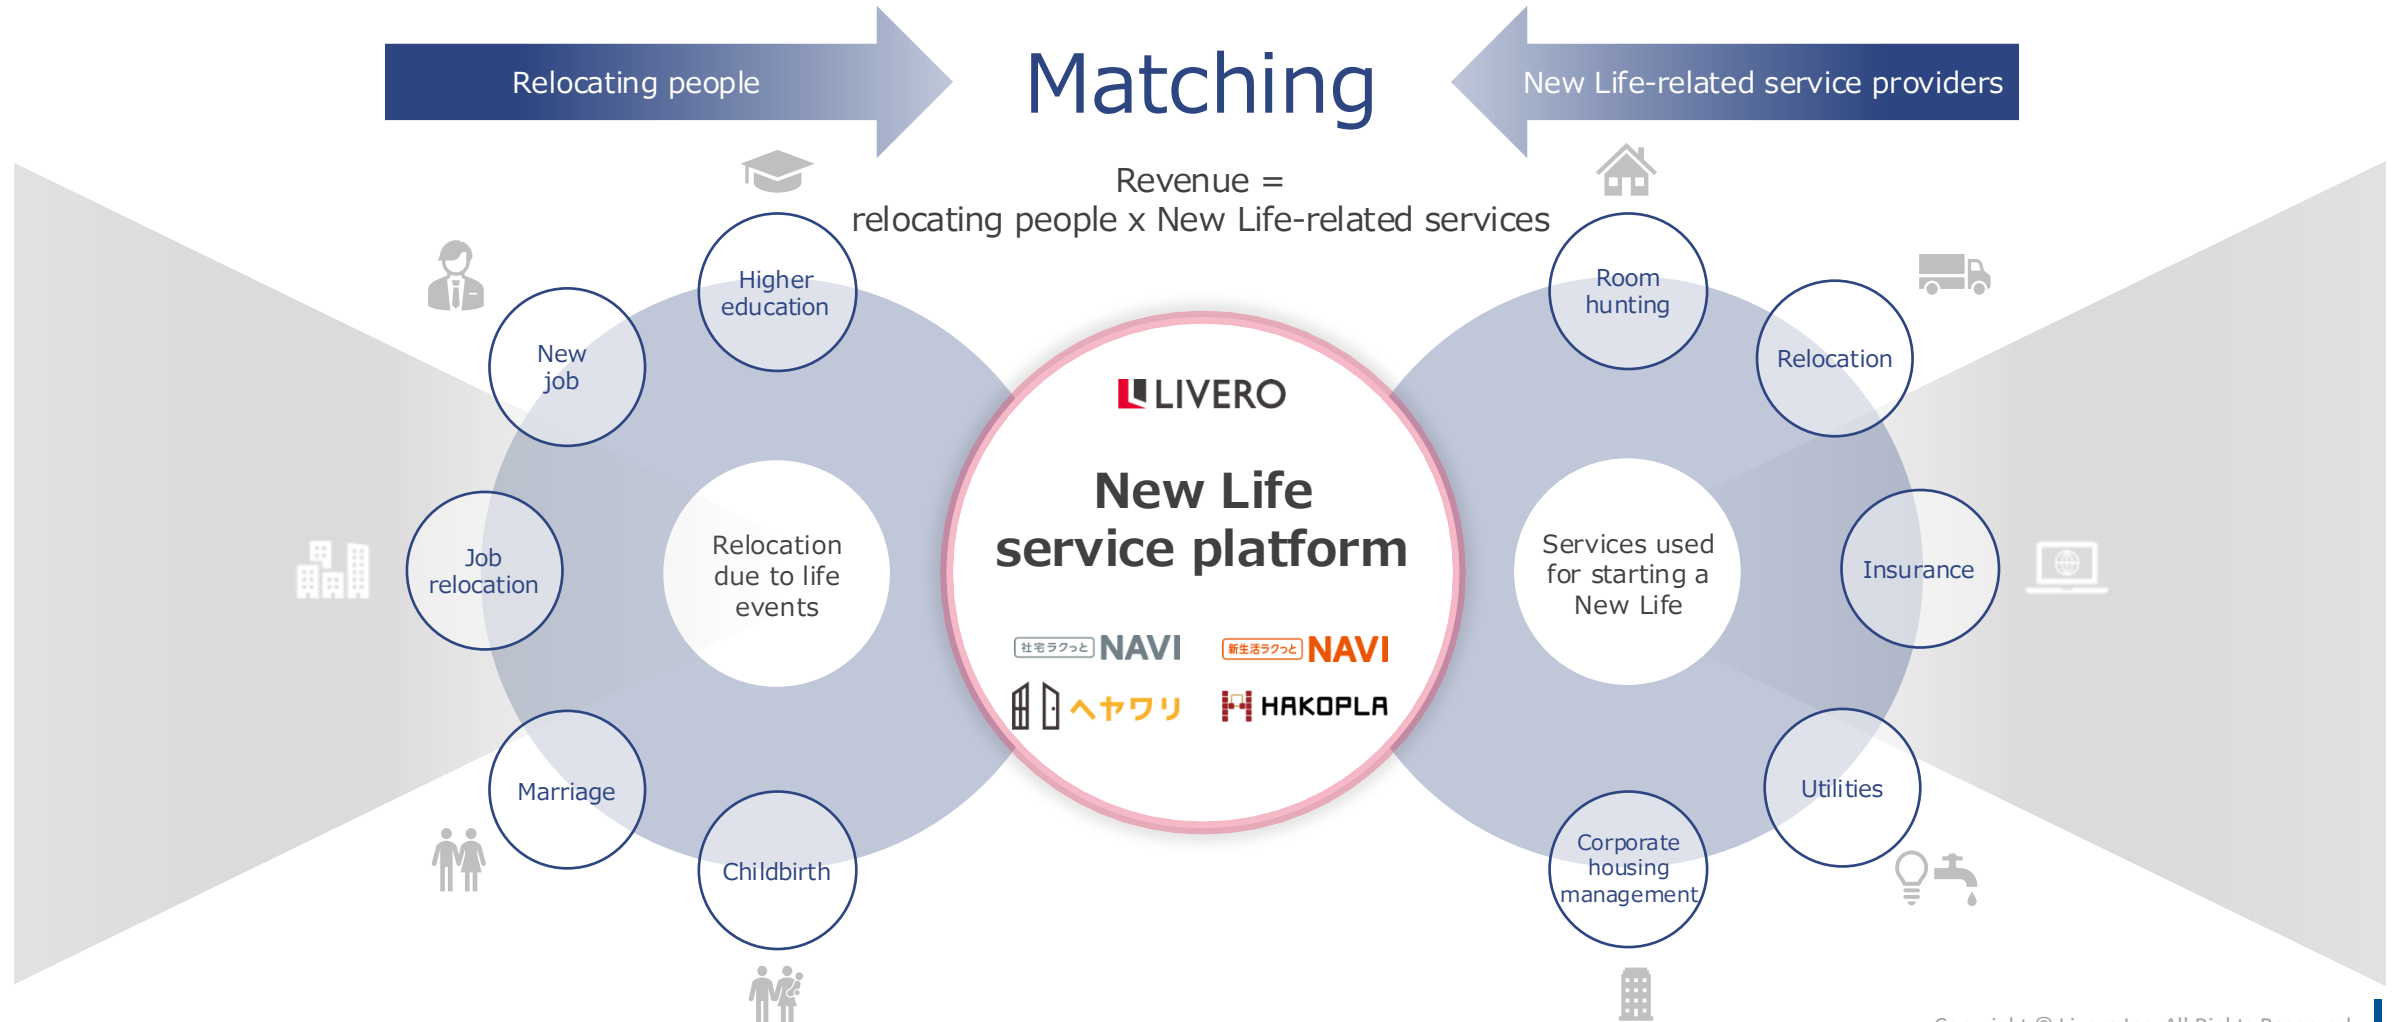 Relocating people
Matching
New Life-related service providers
Revenue =
relocating people x New Life-related services
Higher
education
New
job
Job
relocation
Marriage
Childbirth
Relocation
due to life
events
LIVERO
New Life
service platform
社宅ラクっと NAVI
新生活ラクっと NAVI
ヘヤワリ
HAKOPLA
Room
hunting
Relocation
Insurance
Utilities
Corporate
housing
management
Services used
for starting a
New Life